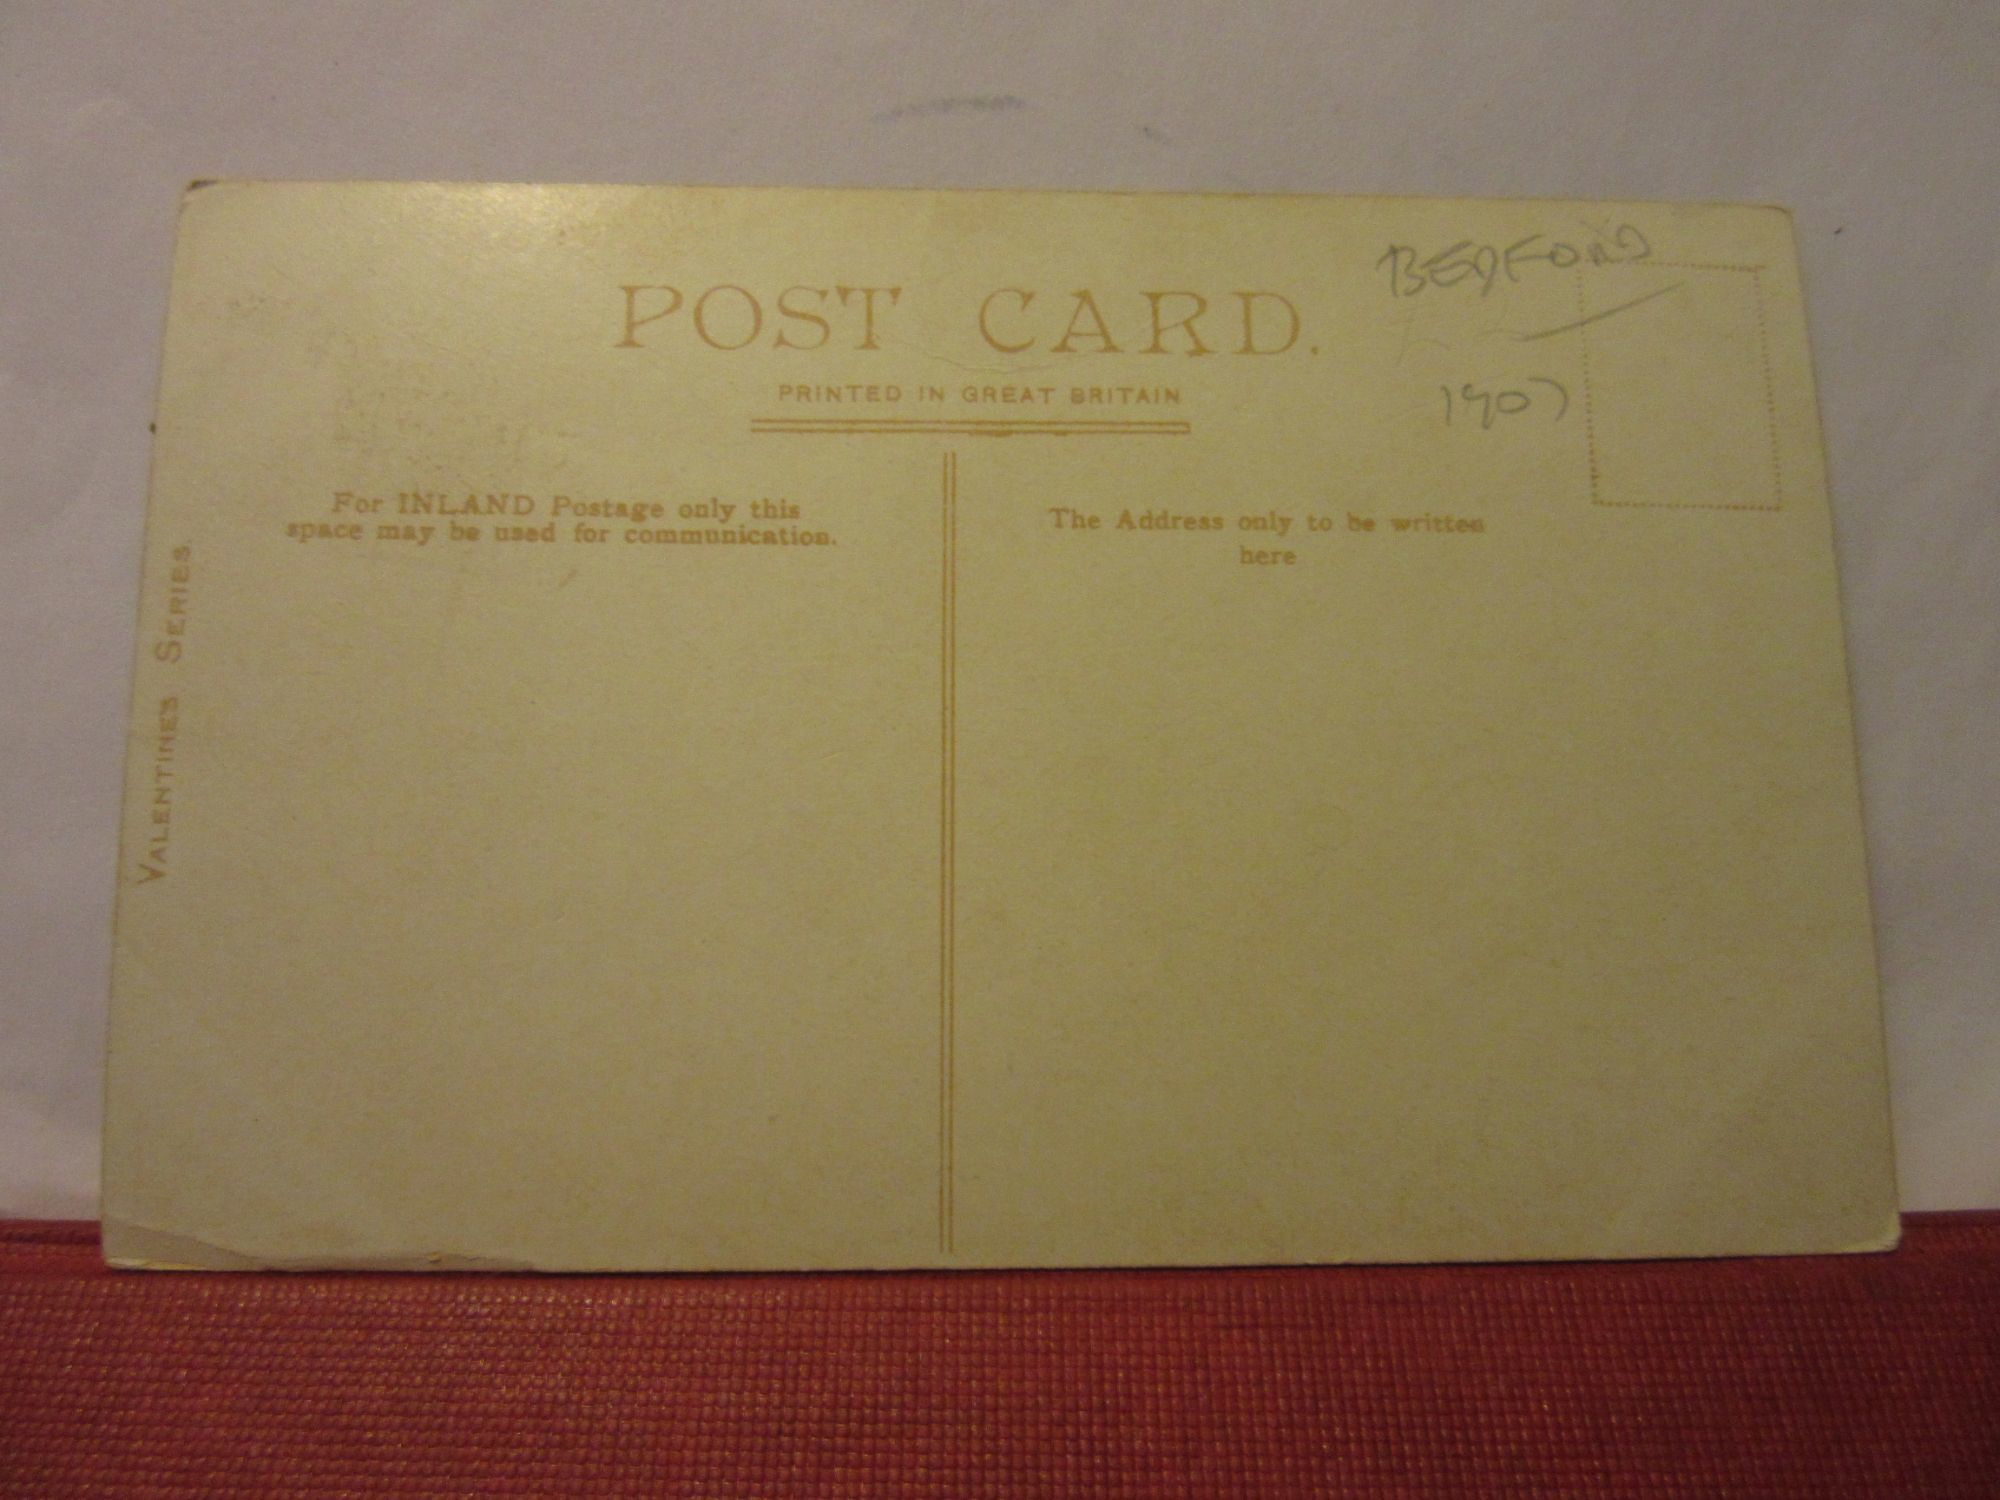 BEDFORD
POST CARD.
PRINTED IN GREAT BRITAIN
1907
For INLAND Postage only this
space may be used for communication.
The Address only to be written
here
VALENTINES SERIES.